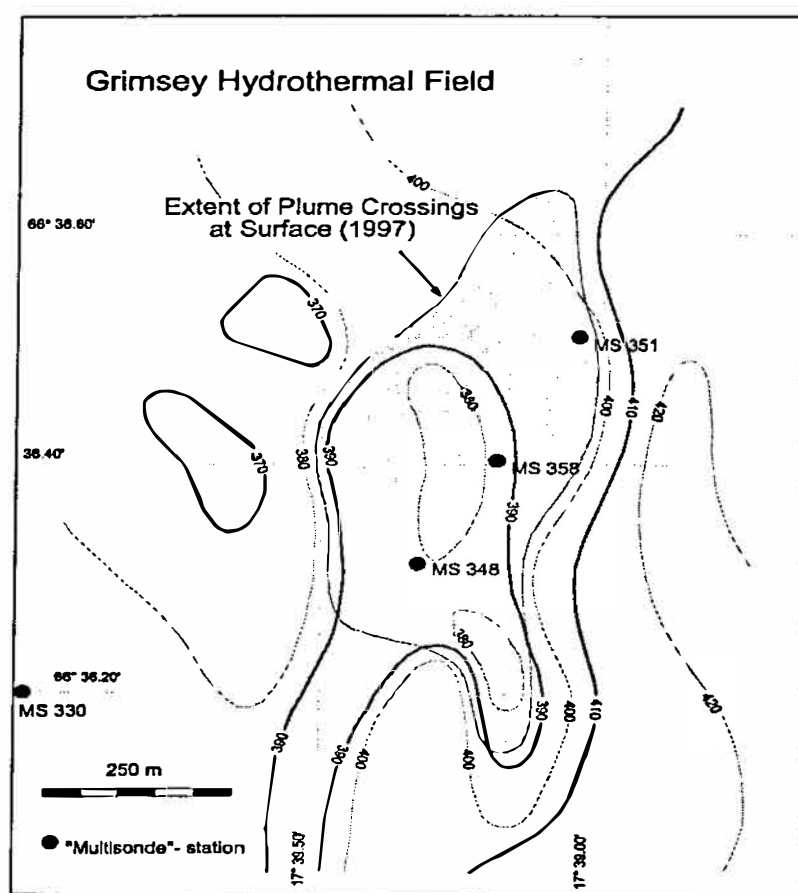 Grimsey Hydrothermal Field
400
Extent of Plume Crossings
at Surface (1997)
66° 36.60'
370
MS 351
380
400
410
420
36.40'
370
380
390
MS 358
390
MS 348
66° 36.20'
MS 330
380
390
400
400
390
400
410
420
250 m
"Multisonde"- station
17° 39.50'
17° 39.00'